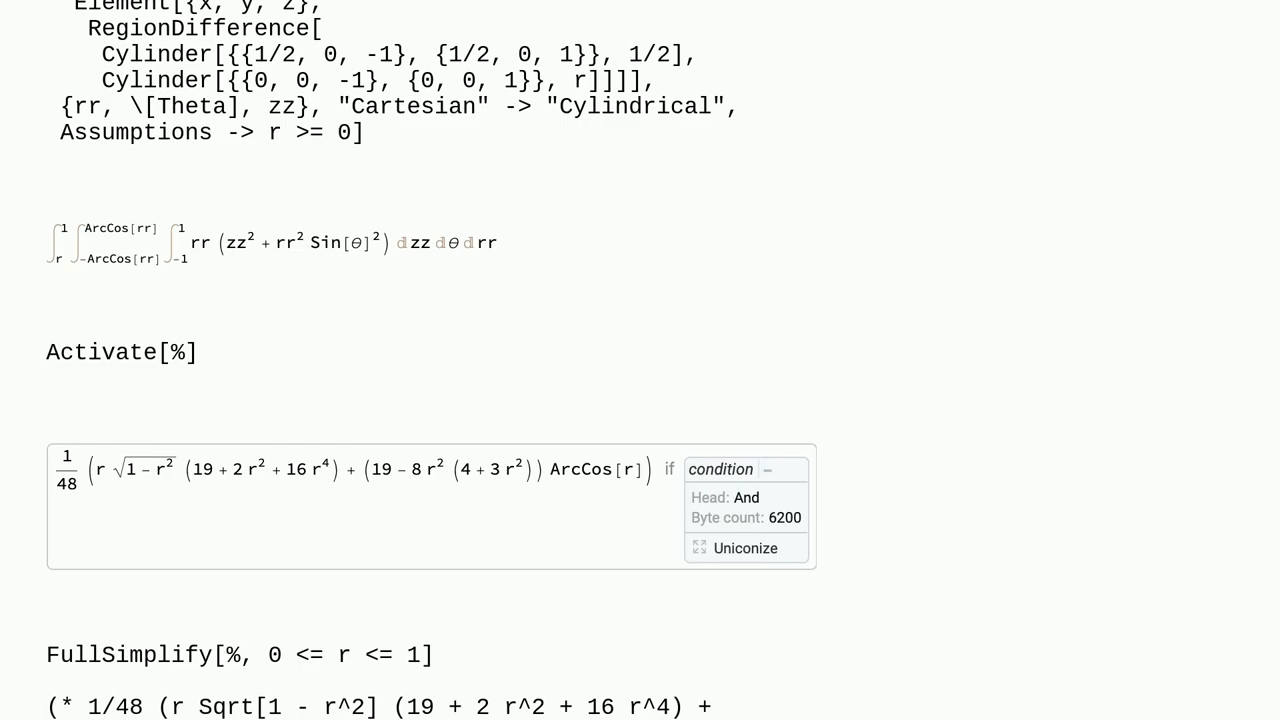 Element[{x, y, z},
RegionDifference[
Cylinder[{{1/2, 0, -1}, {1/2, 0, 1}}, 1/2],
Cylinder[{{0, 0, -1}, {0, 0, 1}}, r]]]],
{rr, \[Theta], zz}, "Cartesian" -> "Cylindrical",
Assumptions -> r >= 0]
∫_r^1 ∫_-ArcCos[rr]^ArcCos[rr] ∫_-1^1 rr (zz² + rr² Sin[θ]²) ⅆzz ⅆθ ⅆrr
Activate[%]
1/48 (r √(1 - r²) (19 + 2 r² + 16 r⁴) + (19 - 8 r² (4 + 3 r²)) ArcCos[r]) if condition −
Head: And
Byte count: 6200
Uniconize
FullSimplify[%, 0 <= r <= 1]
(* 1/48 (r Sqrt[1 - r^2] (19 + 2 r^2 + 16 r^4) +